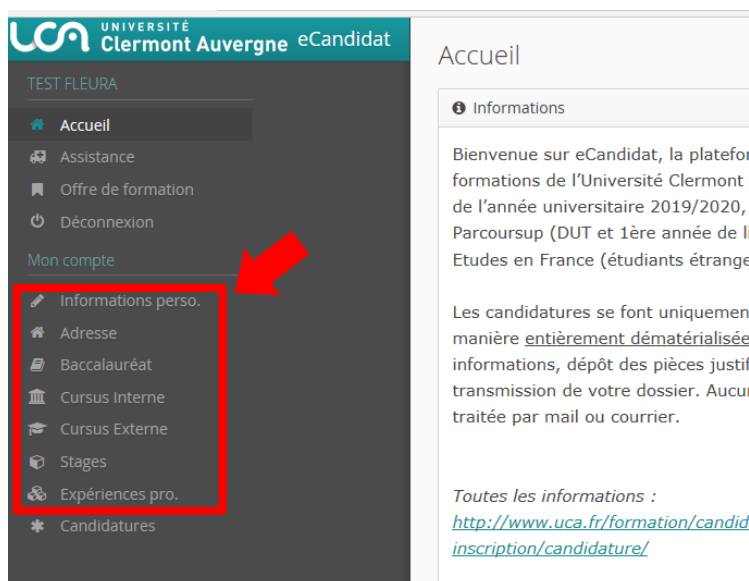 UNIVERSITÉ
Clermont Auvergne eCandidat
TEST FLEURA
Accueil
Assistance
Offre de formation
Déconnexion
Mon compte
Informations perso.
Adresse
Baccalauréat
Cursus Interne
Cursus Externe
Stages
Expériences pro.
Candidatures
Accueil
Informations
Bienvenue sur eCandidat, la platefor
formations de l'Université Clermont
de l'année universitaire 2019/2020,
Parcoursup (DUT et 1ère année de li
Etudes en France (étudiants étrange
Les candidatures se font uniquemen
manière entièrement dématérialisée
informations, dépôt des pièces justif
transmission de votre dossier. Aucun
traitée par mail ou courrier.
Toutes les informations :
http://www.uca.fr/formation/candid
inscription/candidature/